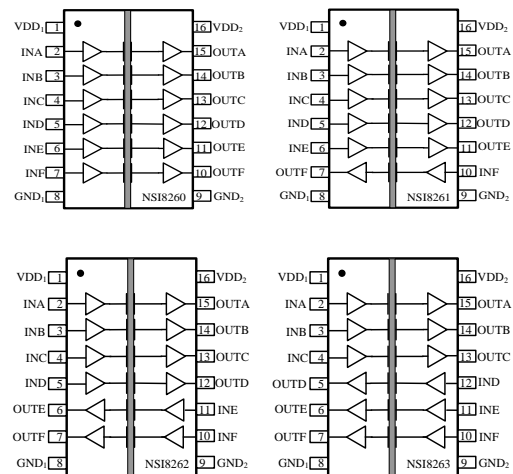 VDD₁ 1 16 VDD₂
INA 2 15 OUTA
INB 3 14 OUTB
INC 4 13 OUTC
IND 5 12 OUTD
INE 6 11 OUTE
INF 7 10 OUTF
GND₁ 8 NSI8260 9 GND₂
VDD₁ 1 16 VDD₂
INA 2 15 OUTA
INB 3 14 OUTB
INC 4 13 OUTC
IND 5 12 OUTD
INE 6 11 OUTE
OUTF 7 10 INF
GND₁ 8 NSI8261 9 GND₂
VDD₁ 1 16 VDD₂
INA 2 15 OUTA
INB 3 14 OUTB
INC 4 13 OUTC
IND 5 12 OUTD
OUTE 6 11 INE
OUTF 7 10 INF
GND₁ 8 NSI8262 9 GND₂
VDD₁ 1 16 VDD₂
INA 2 15 OUTA
INB 3 14 OUTB
INC 4 13 OUTC
OUTD 5 12 IND
OUTE 6 11 INE
OUTF 7 10 INF
GND₁ 8 NSI8263 9 GND₂